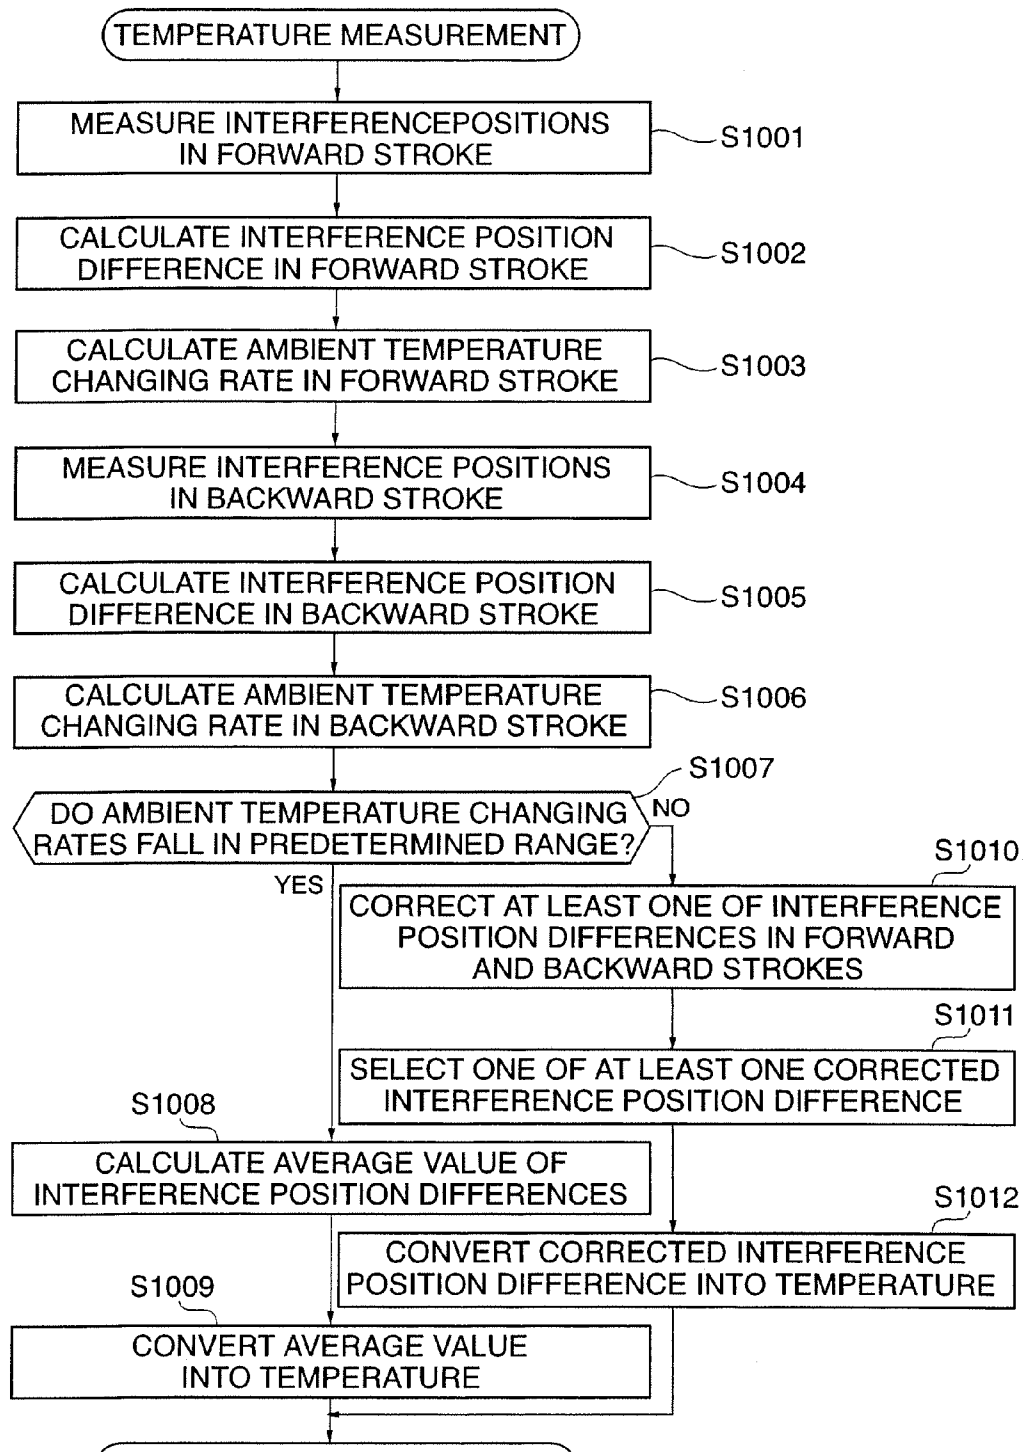 TEMPERATURE MEASUREMENT
MEASURE INTERFERENCEPOSITIONS
IN FORWARD STROKE
S1001
CALCULATE INTERFERENCE POSITION
DIFFERENCE IN FORWARD STROKE
S1002
CALCULATE AMBIENT TEMPERATURE
CHANGING RATE IN FORWARD STROKE
S1003
MEASURE INTERFERENCE POSITIONS
IN BACKWARD STROKE
S1004
CALCULATE INTERFERENCE POSITION
DIFFERENCE IN BACKWARD STROKE
S1005
CALCULATE AMBIENT TEMPERATURE
CHANGING RATE IN BACKWARD STROKE
S1006
S1007
DO AMBIENT TEMPERATURE CHANGING
RATES FALL IN PREDETERMINED RANGE?
NO
YES
S1010
CORRECT AT LEAST ONE OF INTERFERENCE
POSITION DIFFERENCES IN FORWARD
AND BACKWARD STROKES
S1011
SELECT ONE OF AT LEAST ONE CORRECTED
INTERFERENCE POSITION DIFFERENCE
S1008
CALCULATE AVERAGE VALUE OF
INTERFERENCE POSITION DIFFERENCES
S1012
CONVERT CORRECTED INTERFERENCE
POSITION DIFFERENCE INTO TEMPERATURE
S1009
CONVERT AVERAGE VALUE
INTO TEMPERATURE